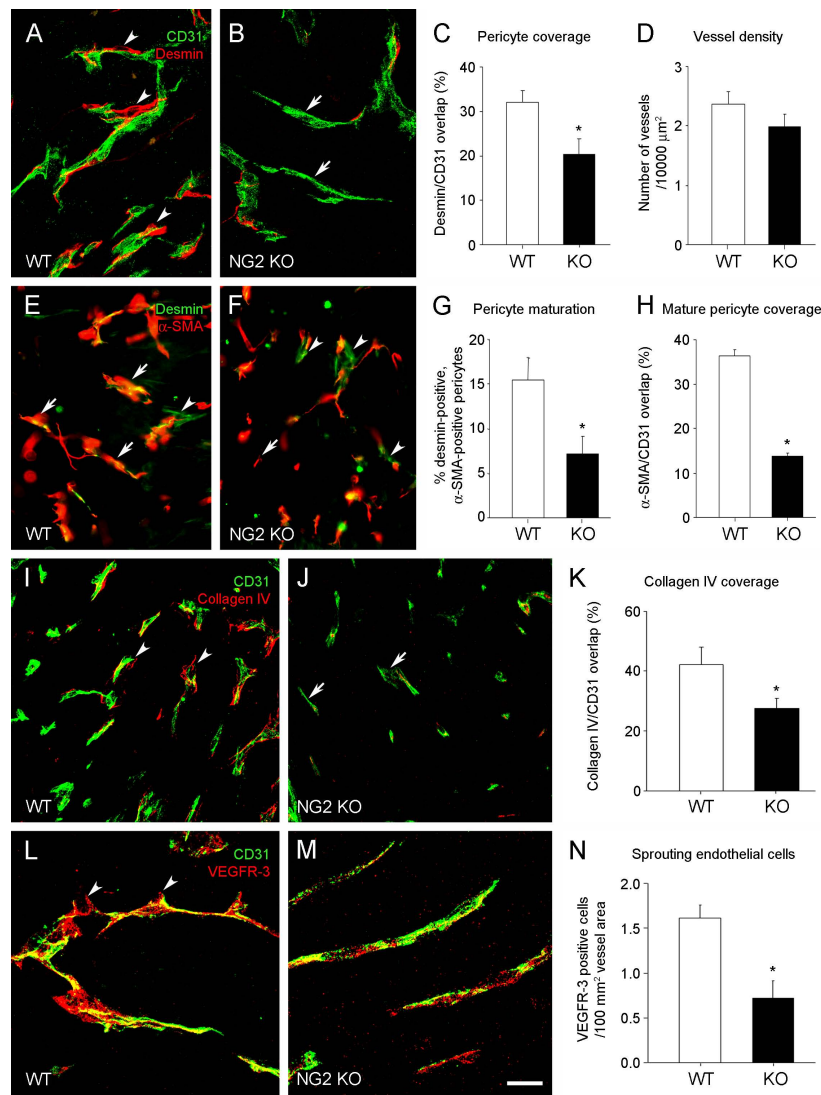 A
CD31
Desmin
WT
B
NG2 KO
C
Pericyte coverage
Desmin/CD31 overlap (%)
40
30
20
10
0
*
WT
KO
D
Vessel density
Number of vessels
/10000 µm²
3
2
1
0
WT
KO
E
Desmin
α-SMA
WT
F
NG2 KO
G
Pericyte maturation
% desmin-positive,
α-SMA-positive pericytes
20
15
10
5
0
*
WT
KO
H
Mature pericyte coverage
α-SMA/CD31 overlap (%)
40
30
20
10
0
*
WT
KO
I
CD31
Collagen IV
WT
J
NG2 KO
K
Collagen IV coverage
Collagen IV/CD31 overlap (%)
60
40
20
0
*
WT
KO
L
CD31
VEGFR-3
WT
M
NG2 KO
N
Sprouting endothelial cells
VEGFR-3 positive cells
/100 mm² vessel area
2.0
1.5
1.0
0.5
0.0
*
WT
KO